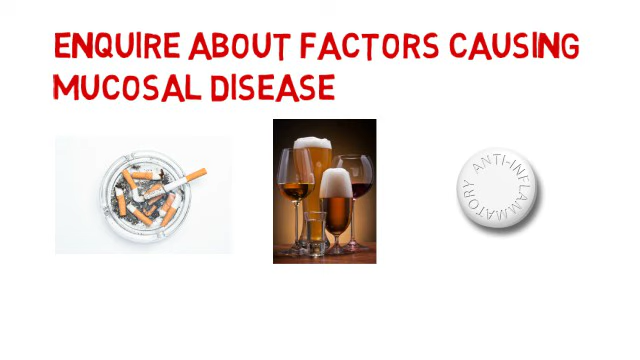 ENQUIRE ABOUT FACTORS CAUSING
MUCOSAL DISEASE
ANTI-INFLAMMATORY